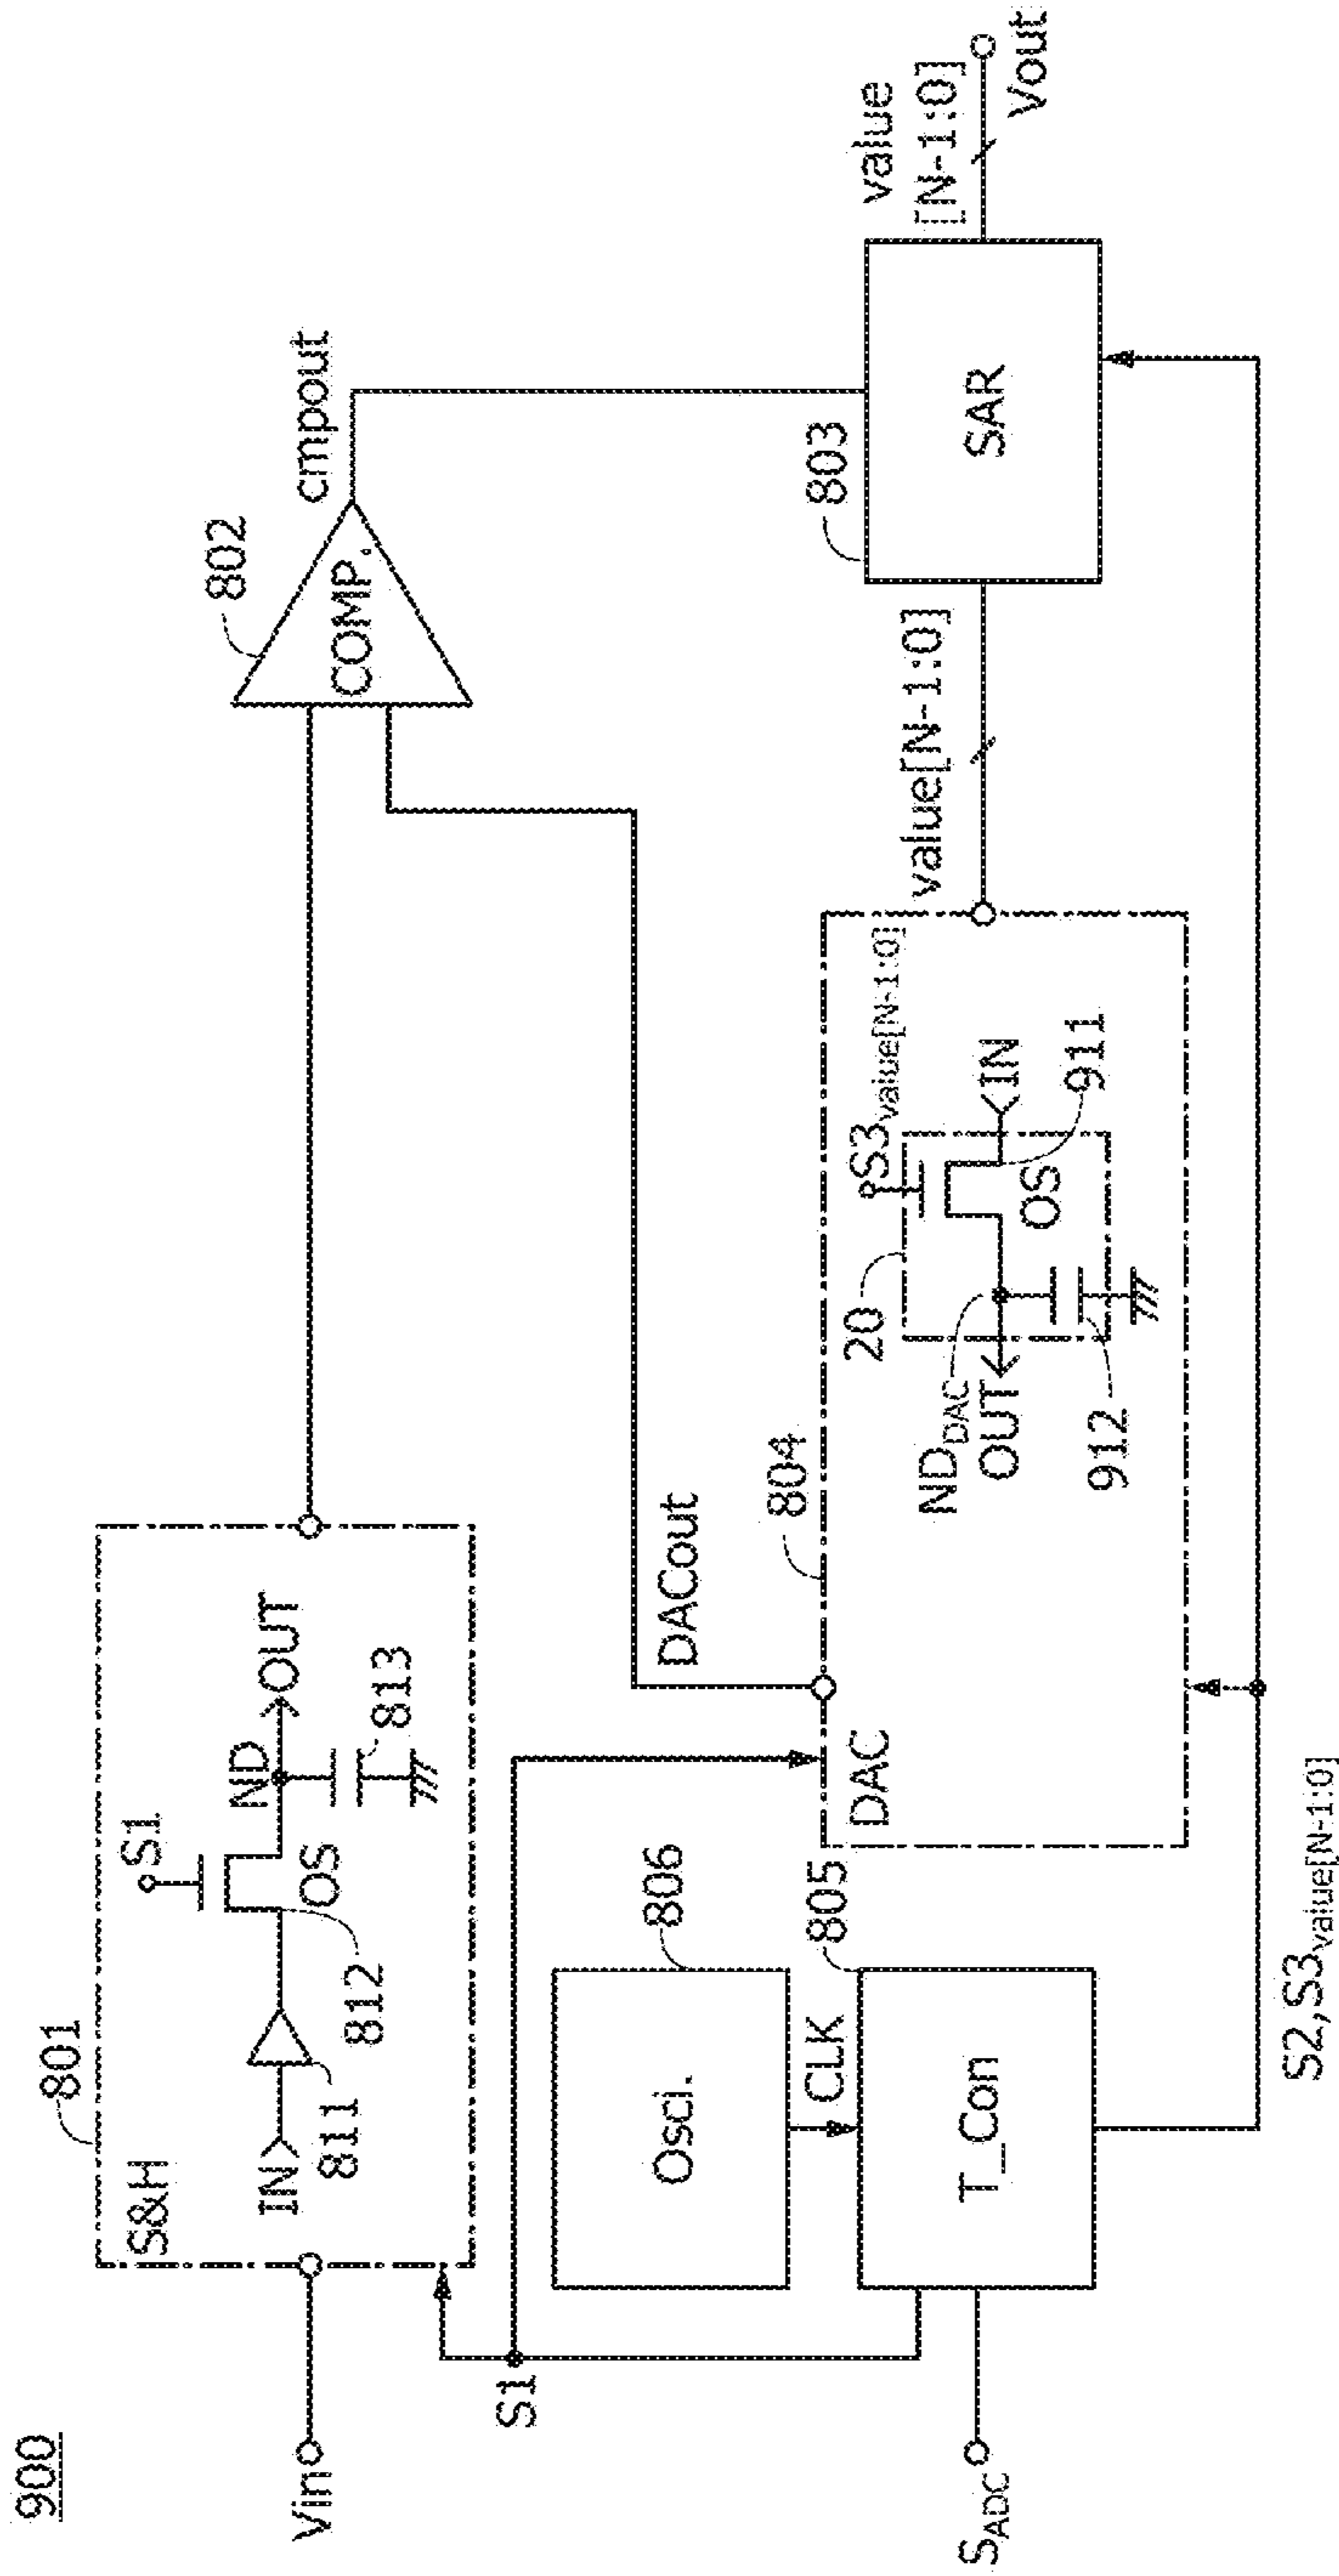 900
801
S&H
Vin
IN
811
812
S1
OS
ND
OUT
813
802
COMP.
cmpout
S1
DACout
806
Osci.
CLK
805
T_Con
SADC
DAC
804
20
S3value[N-1:0]
NDDAC
OUT
OS
IN
911
912
value[N-1:0]
803
SAR
value
[N-1:0]
Vout
S2,S3value[N-1:0]